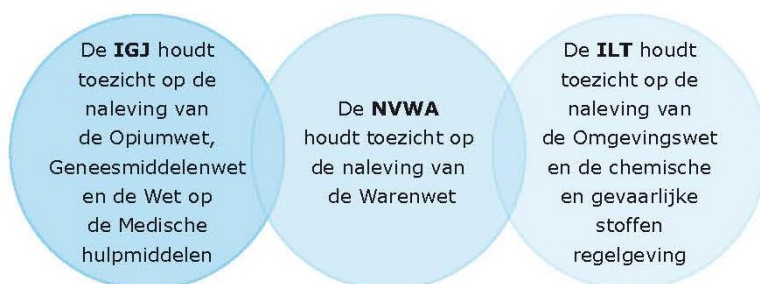 De IGJ houdt
toezicht op de
naleving van
de Opiumwet,
Geneesmiddelenwet
en de Wet op
de Medische
hulpmiddelen
De NVWA
houdt toezicht op
de naleving van
de Warenwet
De ILT houdt
toezicht op de
naleving van
de Omgevingswet
en de chemische
en gevaarlijke
stoffen
regelgeving